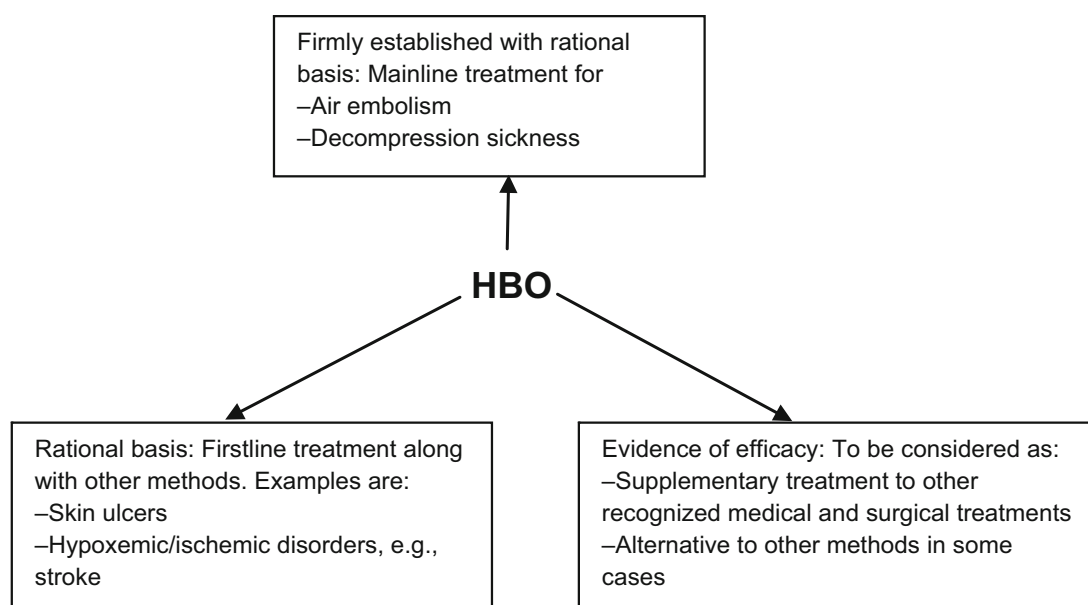 Firmly established with rational
basis: Mainline treatment for
–Air embolism
–Decompression sickness
HBO
Rational basis: Firstline treatment along
with other methods. Examples are:
–Skin ulcers
–Hypoxemic/ischemic disorders, e.g.,
stroke
Evidence of efficacy: To be considered as:
–Supplementary treatment to other
recognized medical and surgical treatments
–Alternative to other methods in some
cases